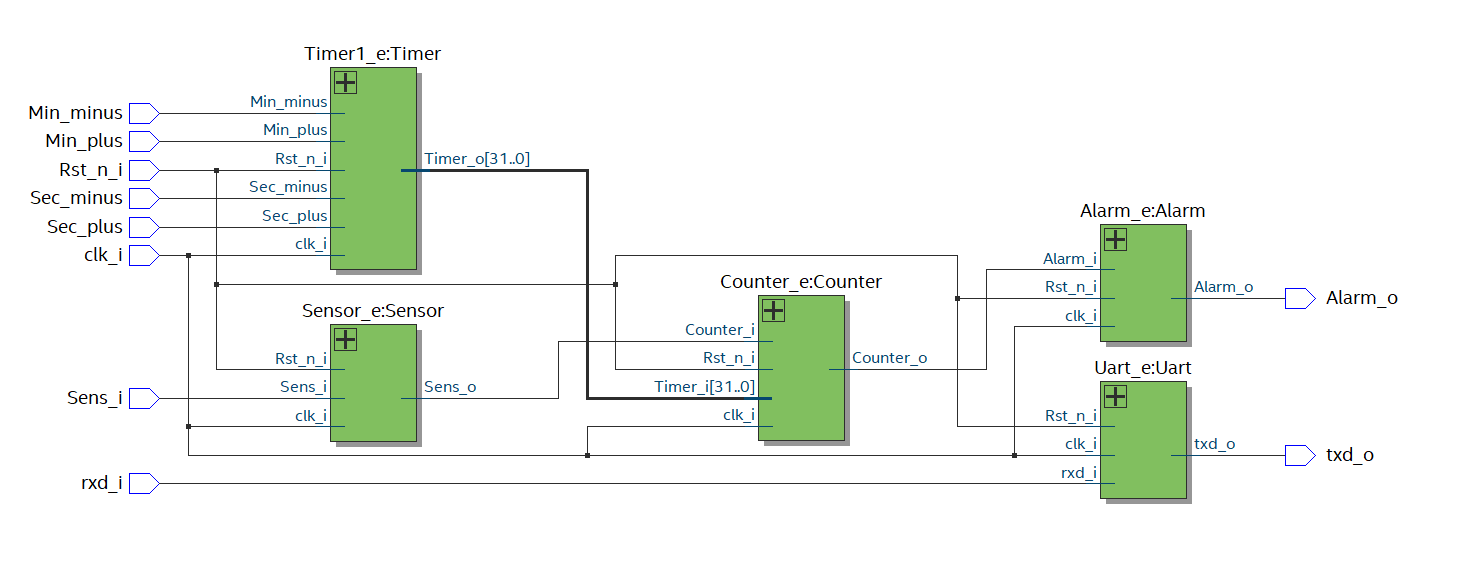 Timer1_e:Timer
Min_minus
Min_plus
Rst_n_i
Sec_minus
Sec_plus
clk_i
Min_minus
Min_plus
Rst_n_i
Sec_minus
Sec_plus
clk_i
Timer_o[31..0]
Sensor_e:Sensor
Sens_i
Rst_n_i
Sens_i
clk_i
Sens_o
rxd_i
Counter_e:Counter
Counter_i
Rst_n_i
Timer_i[31..0]
clk_i
Counter_o
Alarm_e:Alarm
Alarm_i
Rst_n_i
clk_i
Alarm_o
Alarm_o
Uart_e:Uart
Rst_n_i
clk_i
rxd_i
txd_o
txd_o